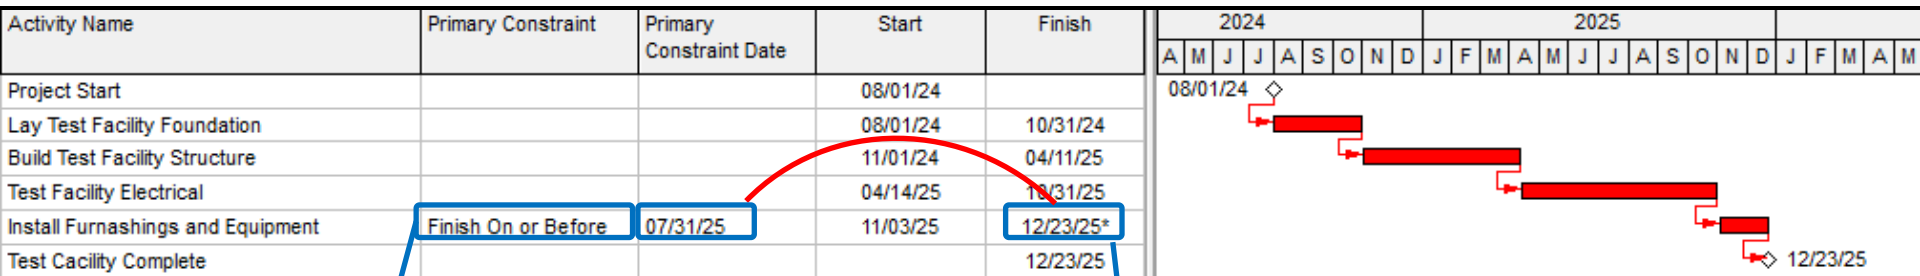 Activity Name Primary Constraint Primary Constraint Date Start Finish 2024 2025
A M J J A S O N D J F M A M J J A S O N D J F M A M
Project Start 08/01/24 08/01/24
Lay Test Facility Foundation 08/01/24 10/31/24
Build Test Facility Structure 11/01/24 04/11/25
Test Facility Electrical 04/14/25 10/31/25
Install Furnashings and Equipment Finish On or Before 07/31/25 11/03/25 12/23/25*
Test Cacility Complete 12/23/25 12/23/25